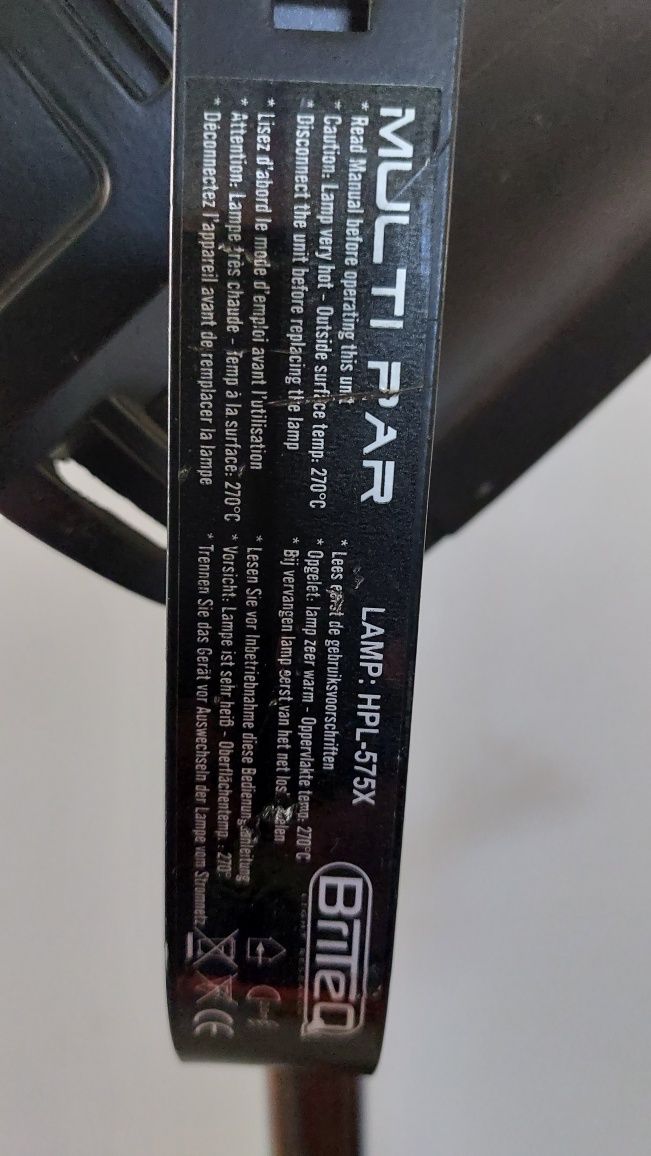 MULTI PAR
* Read Manual before operating this unit
* Caution: Lamp very hot - Outside surface temp: 270°C
* Disconnect the unit before replacing the lamp
* Lisez d'abord le mode d'emploi avant l'utilisation
* Attention: Lampe très chaude - Temp à la surface: 270°C
* Déconnectez l'appareil avant de remplacer la lampe
LAMP: HPL-575X
* Lees eerst de gebruiksvoorschriften
* Opgelet: lamp zeer warm - Oppervlakte temp: 270°C
* Bij vervangen lamp eerst van het net
* Lesen Sie vor Inbetriebnahme diese Bedienungsanleitung
* Vorsicht: Lampe ist sehr heiß - Oberflächentemp. : 270°
* Trennen Sie das Gerät vor Auswechseln der Lampe vom Stromnetz
BriTeQ
CE